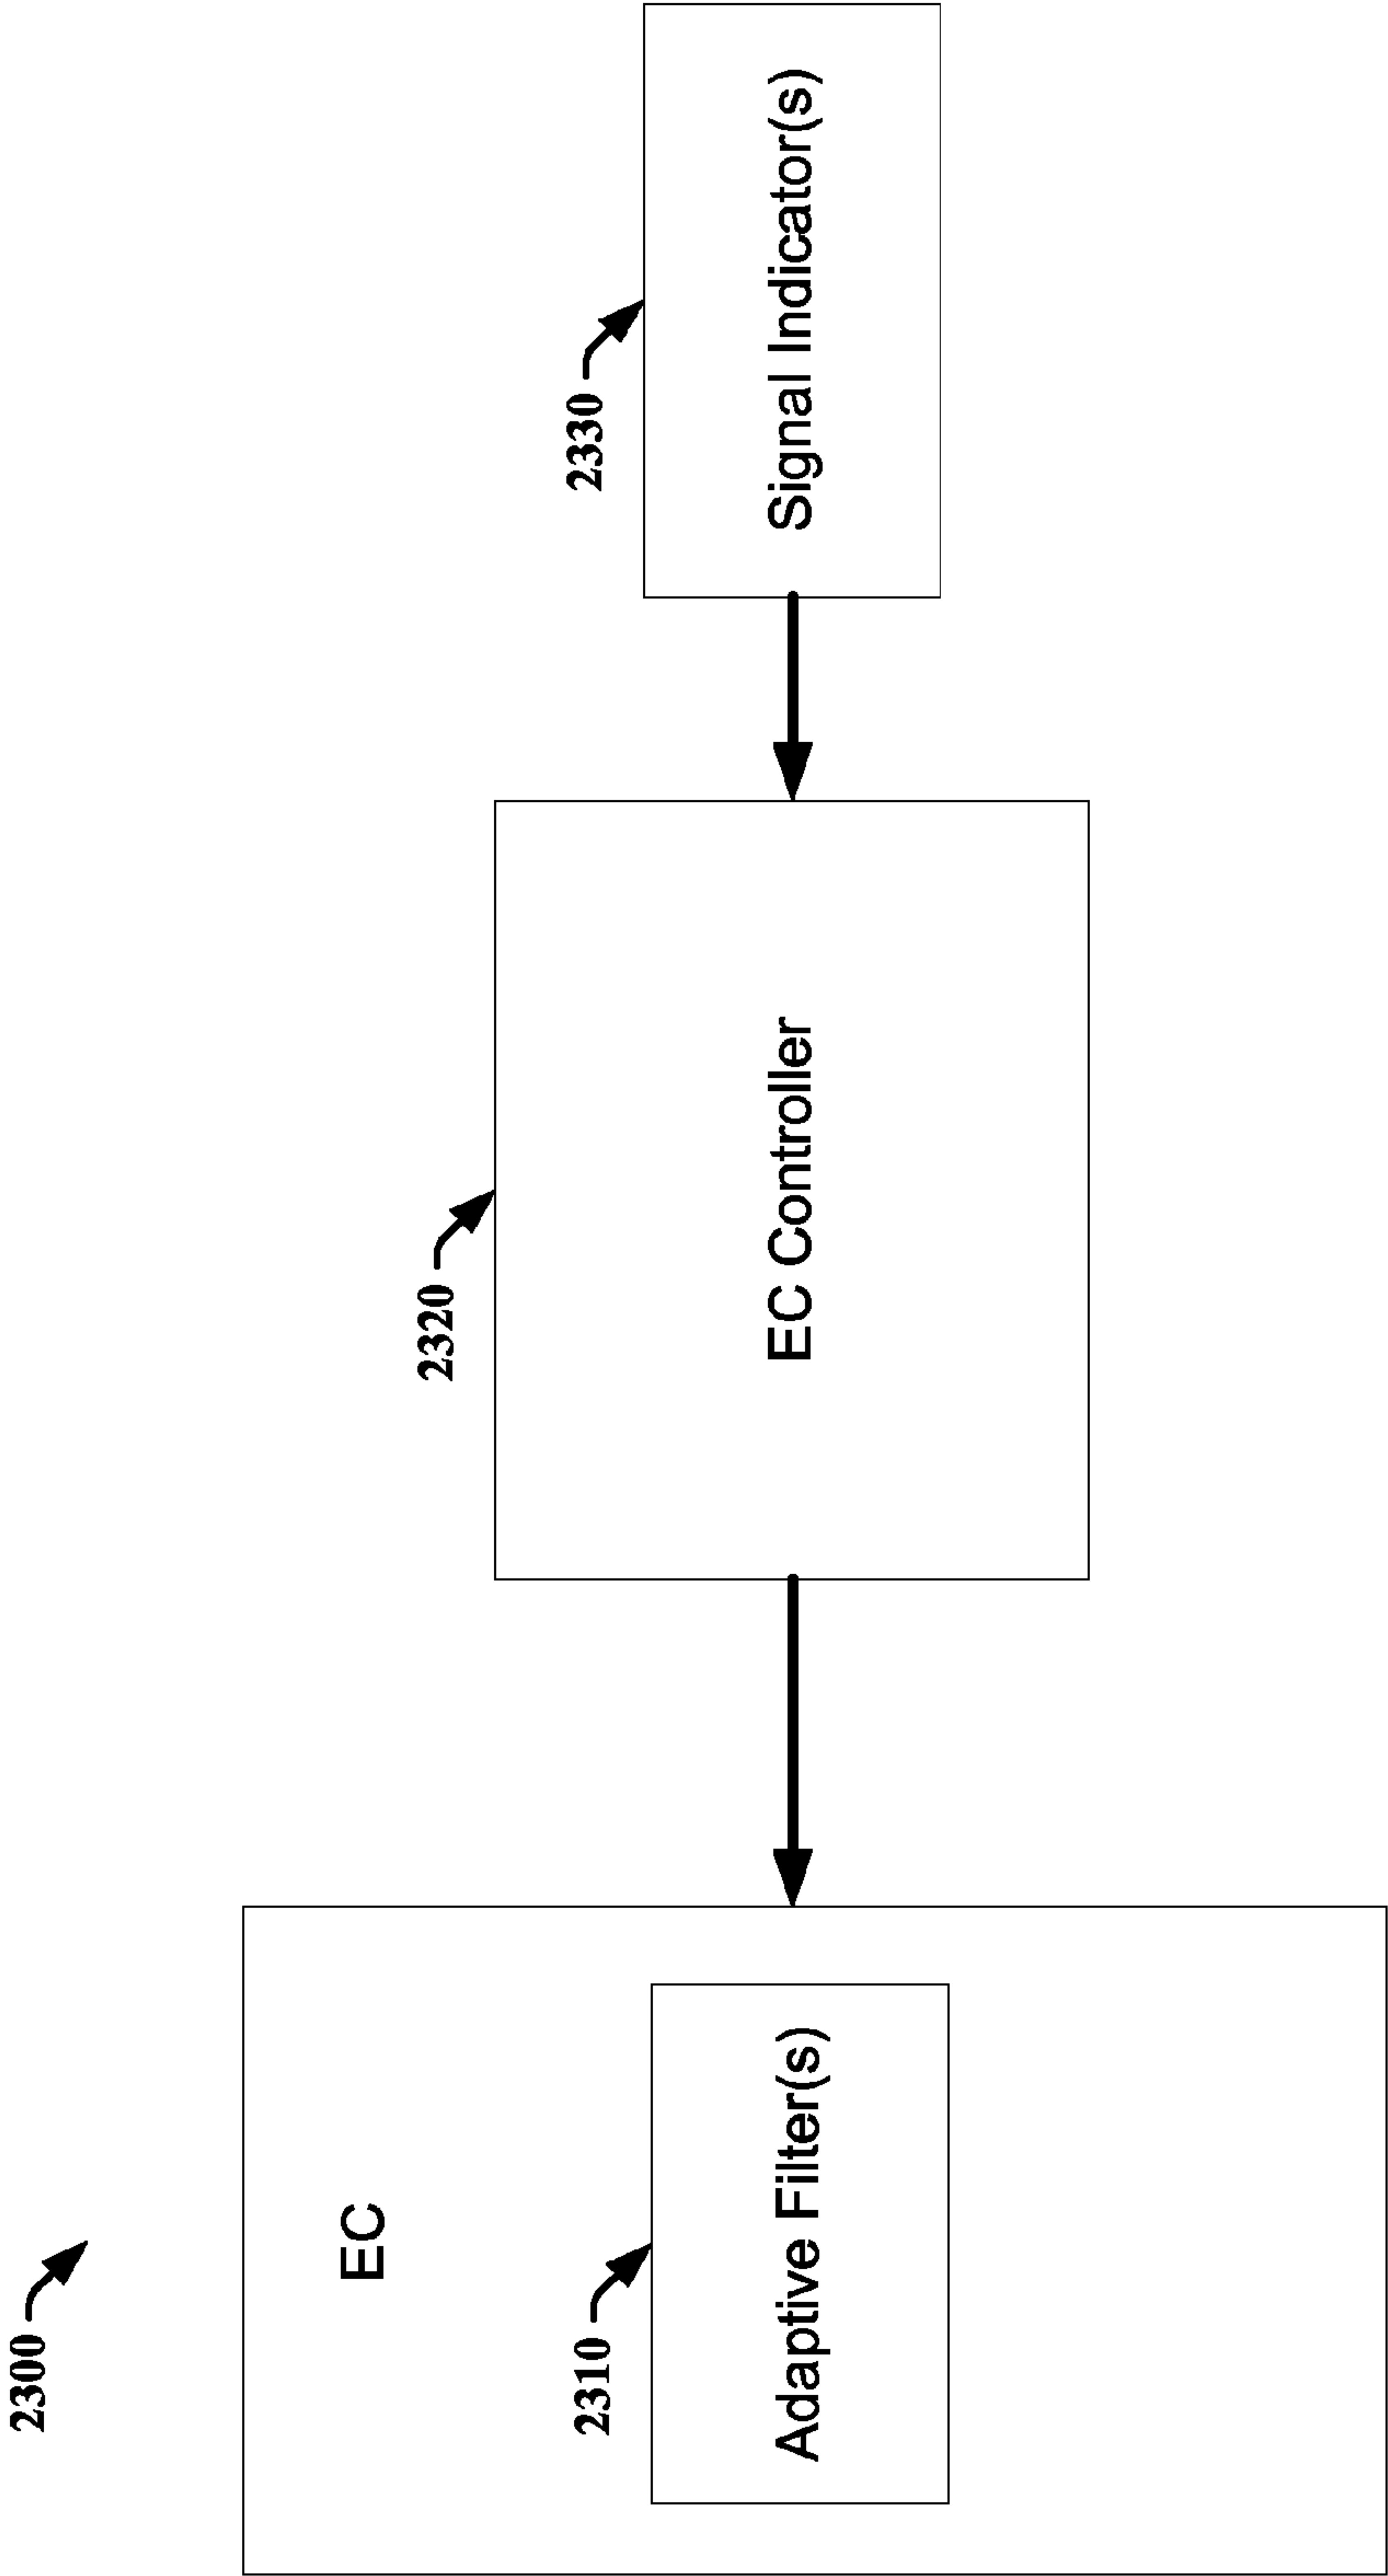 2300
EC
2310
Adaptive Filter(s)
2320
EC Controller
2330
Signal Indicator(s)